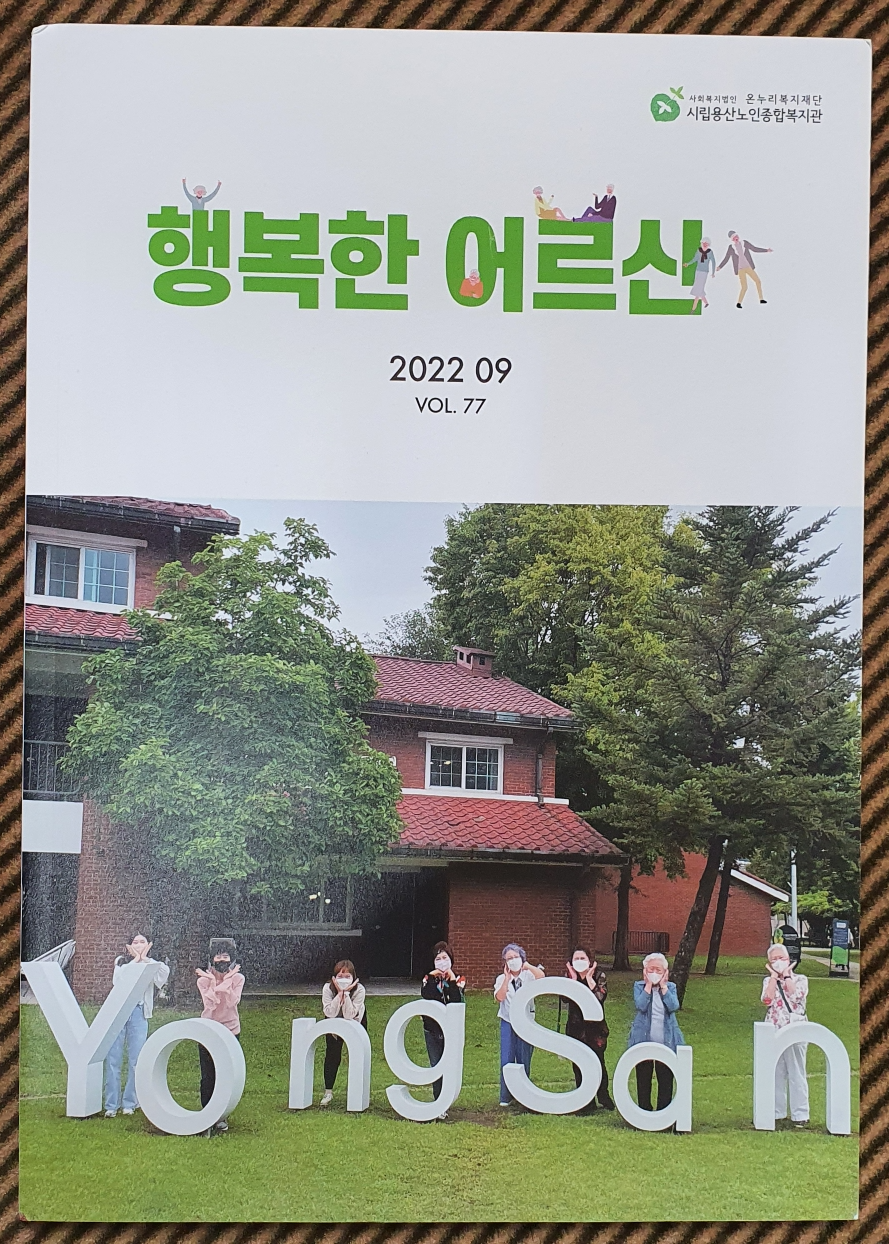 사회복지법인 온누리복지재단
시립용산노인종합복지관
행복한 어르신
2022 09
VOL. 77
YongSan